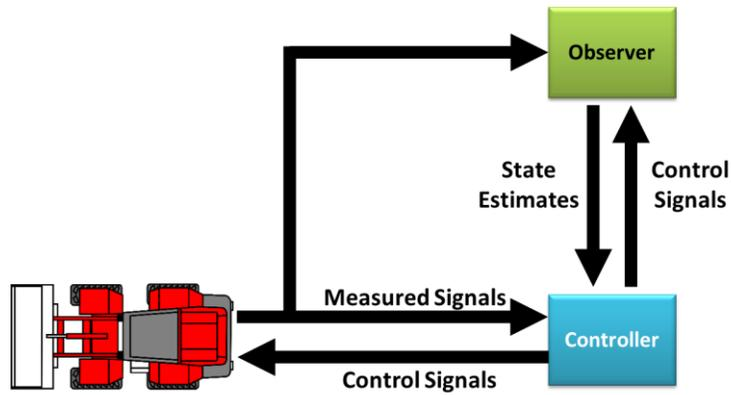 Observer
State
Estimates
Control
Signals
Measured Signals
Controller
Control Signals